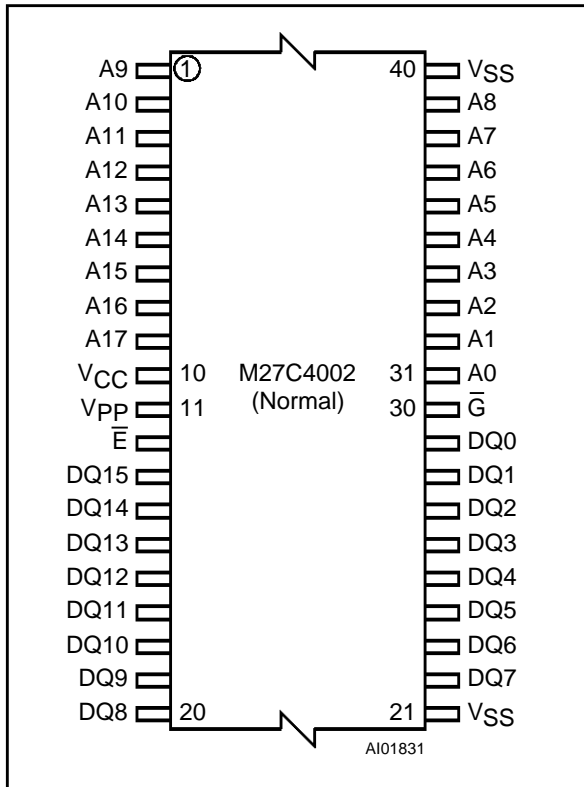 A9 1 40 VSS
A10 A8
A11 A7
A12 A6
A13 A5
A14 A4
A15 A3
A16 A2
A17 A1
VCC 10 M27C4002 31 A0
VPP 11 (Normal) 30 G̅
E̅ DQ0
DQ15 DQ1
DQ14 DQ2
DQ13 DQ3
DQ12 DQ4
DQ11 DQ5
DQ10 DQ6
DQ9 DQ7
DQ8 20 21 VSS
AI01831